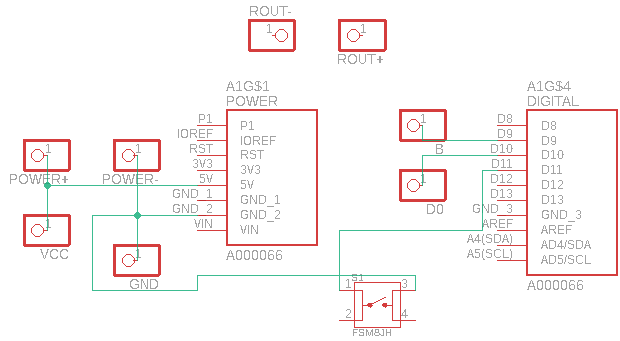 ROUT-
1
1
ROUT+
A1G$1
POWER
P1 P1
IOREF IOREF
RST RST
3V3 3V3
5V 5V
GND_1 GND_1
GND_2 GND_2
VIN VIN
A000066
1
POWER+
1
POWER-
1
VCC
1
GND
A1G$4
DIGITAL
D8 D8
D9 D9
D10 D10
D11 D11
D12 D12
D13 D13
GND_3 GND_3
AREF AREF
A4(SDA) AD4/SDA
A5(SCL) AD5/SCL
A000066
1
B
1
D0
S1
1 3
2 4
FSM8JH